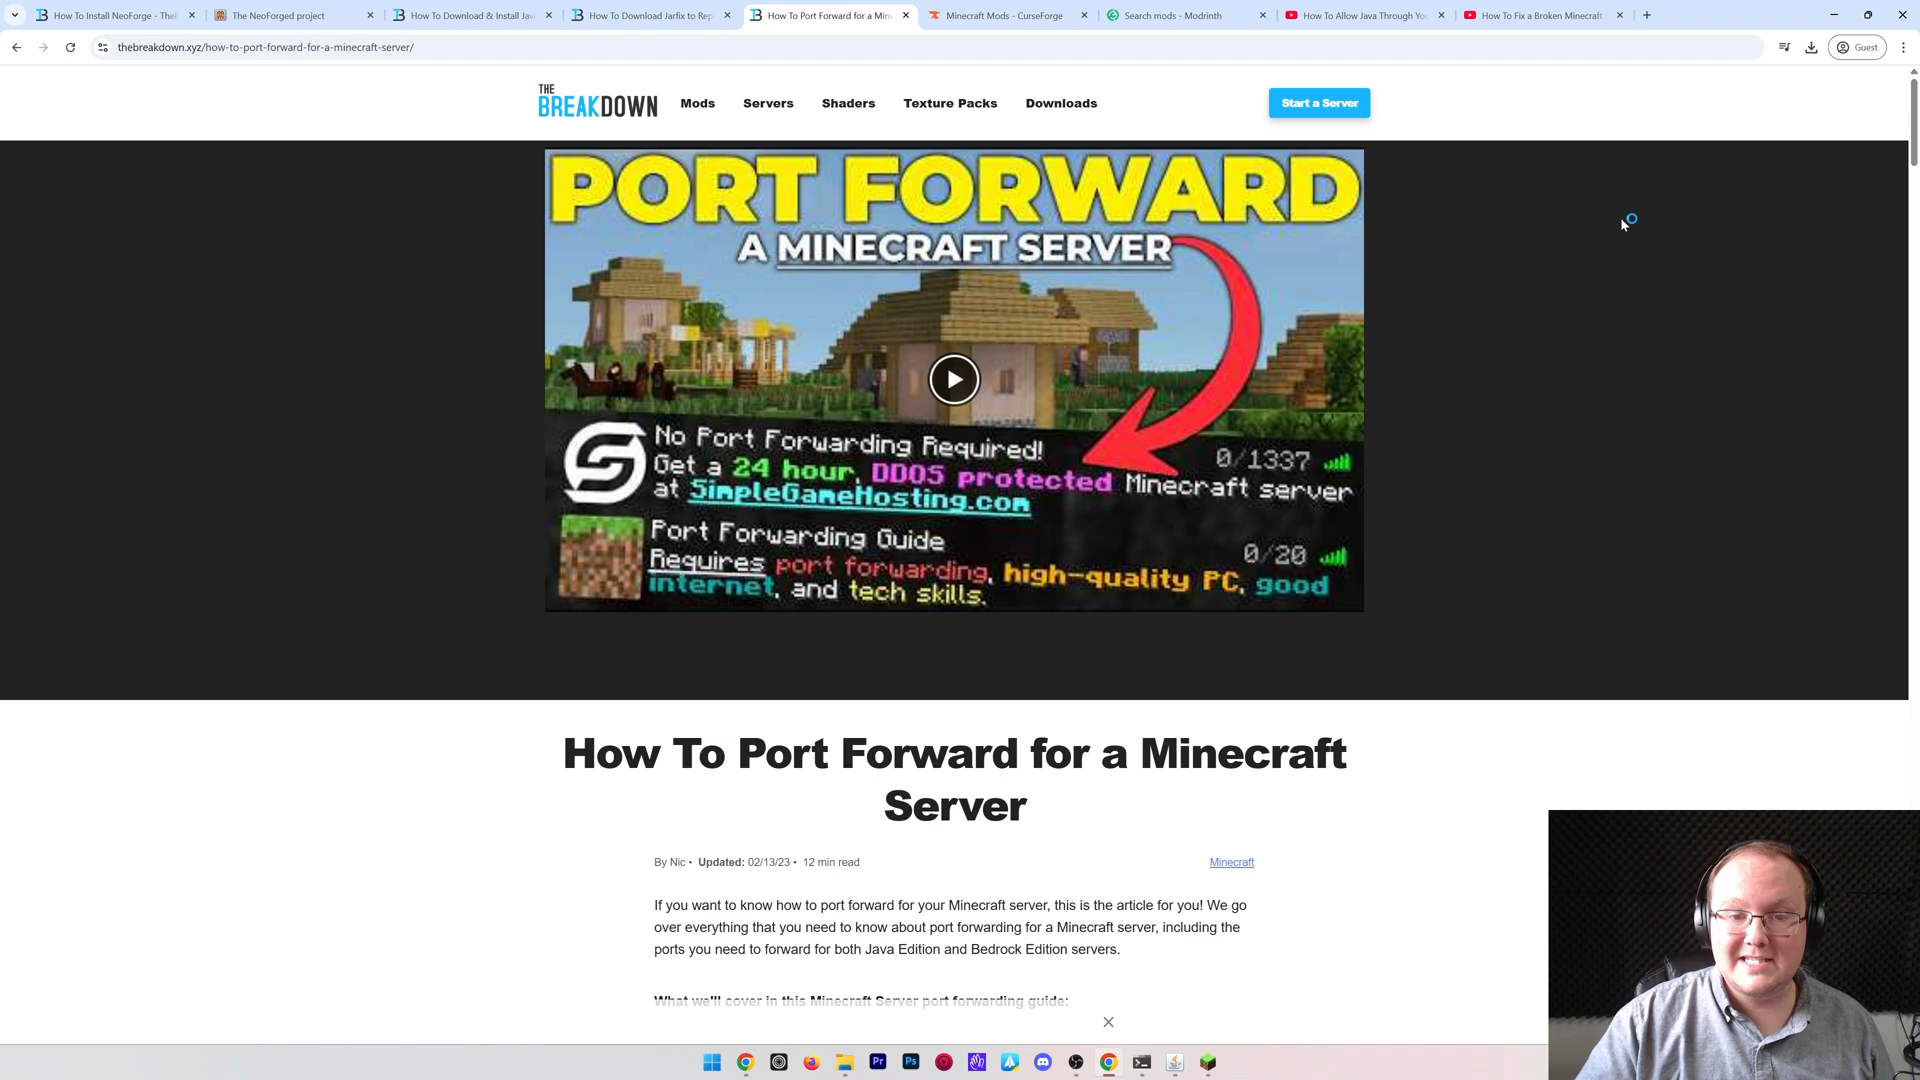 How To Install NeoForge - TheB
The NeoForged project
How To Download & Install Jav
How To Download Jarfix to Rep
How To Port Forward for a Min
Minecraft Mods - CurseForge
Search mods - Modrinth
How To Allow Java Through Yo
How To Fix a Broken Minecraft
thebreakdown.xyz/how-to-port-forward-for-a-minecraft-server/
Guest
THE
BREAKDOWN
Mods
Servers
Shaders
Texture Packs
Downloads
Start a Server
PORT FORWARD
A MINECRAFT SERVER
No Port Forwarding Required!
0/1337
Get a 24 hour, DDOS protected Minecraft server
at SimpleGameHosting.com
Port Forwarding Guide
0/20
Requires port forwarding, high-quality PC, good
internet, and tech skills.
How To Port Forward for a Minecraft
Server
By Nic • Updated: 02/13/23 • 12 min read
Minecraft
If you want to know how to port forward for your Minecraft server, this is the article for you! We go
over everything that you need to know about port forwarding for a Minecraft server, including the
ports you need to forward for both Java Edition and Bedrock Edition servers.
What we'll cover in this Minecraft Server port forwarding guide:
Pr
Ps